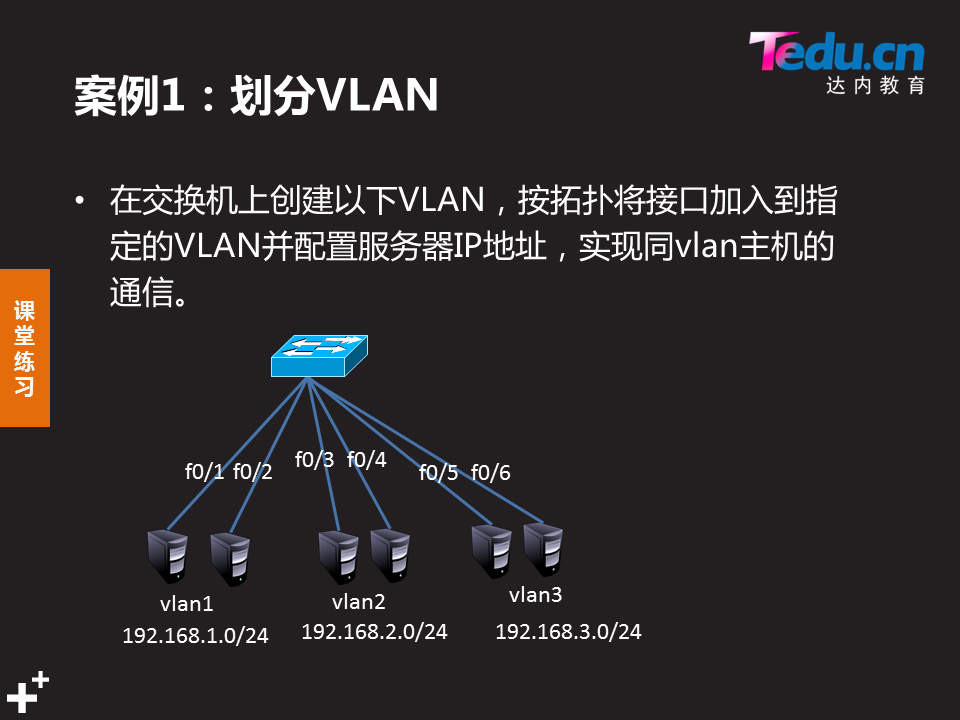 Tedu.cn
达内教育
案例1：划分VLAN
• 在交换机上创建以下VLAN，按拓扑将接口加入到指
定的VLAN并配置服务器IP地址，实现同vlan主机的
通信。
课
堂
练
习
f0/1 f0/2 f0/3 f0/4 f0/5 f0/6
vlan1 vlan2 vlan3
192.168.1.0/24 192.168.2.0/24 192.168.3.0/24